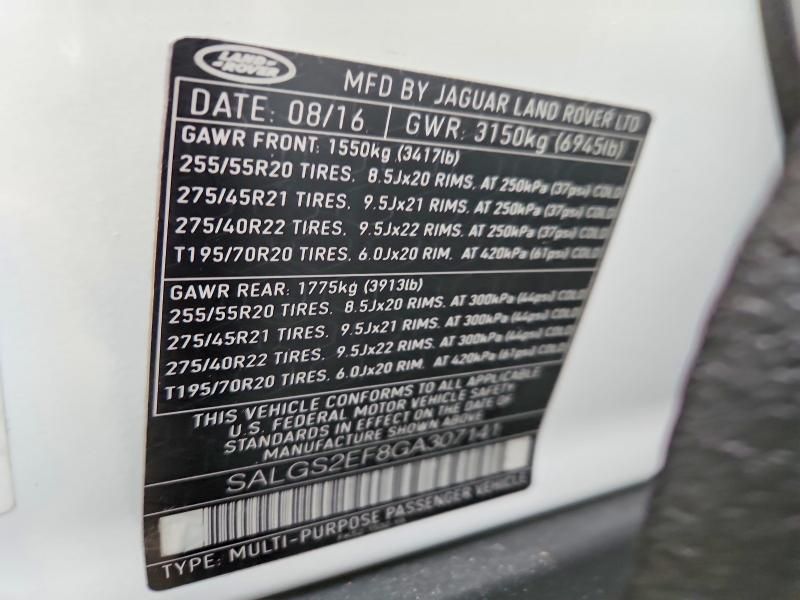 LAND ROVER
MFD BY JAGUAR LAND ROVER LTD
DATE: 08/16 GWR: 3150kg (6945lb)
GAWR FRONT: 1550kg (3417lb)
255/55R20 TIRES. 8.5Jx20 RIMS. AT 250kPa (37psi) COLD
275/45R21 TIRES. 9.5Jx21 RIMS. AT 250kPa (37psi) COLD
275/40R22 TIRES. 9.5Jx22 RIMS. AT 250kPa (37psi) COLD
T195/70R20 TIRES. 6.0Jx20 RIM. AT 420kPa (61psi) COLD
GAWR REAR: 1775kg (3913lb)
255/55R20 TIRES. 8.5Jx20 RIMS. AT 300kPa (44psi) COLD
275/45R21 TIRES. 9.5Jx21 RIMS. AT 300kPa (44psi) COLD
275/40R22 TIRES. 9.5Jx22 RIMS. AT 300kPa (44psi) COLD
T195/70R20 TIRES. 6.0Jx20 RIM. AT 420kPa (61psi) COLD
THIS VEHICLE CONFORMS TO ALL APPLICABLE
U.S. FEDERAL MOTOR VEHICLE SAFETY
STANDARDS IN EFFECT ON THE DATE OF
MANUFACTURE SHOWN ABOVE
SALGS2EF8GA307141
TYPE: MULTI-PURPOSE PASSENGER VEHICLE